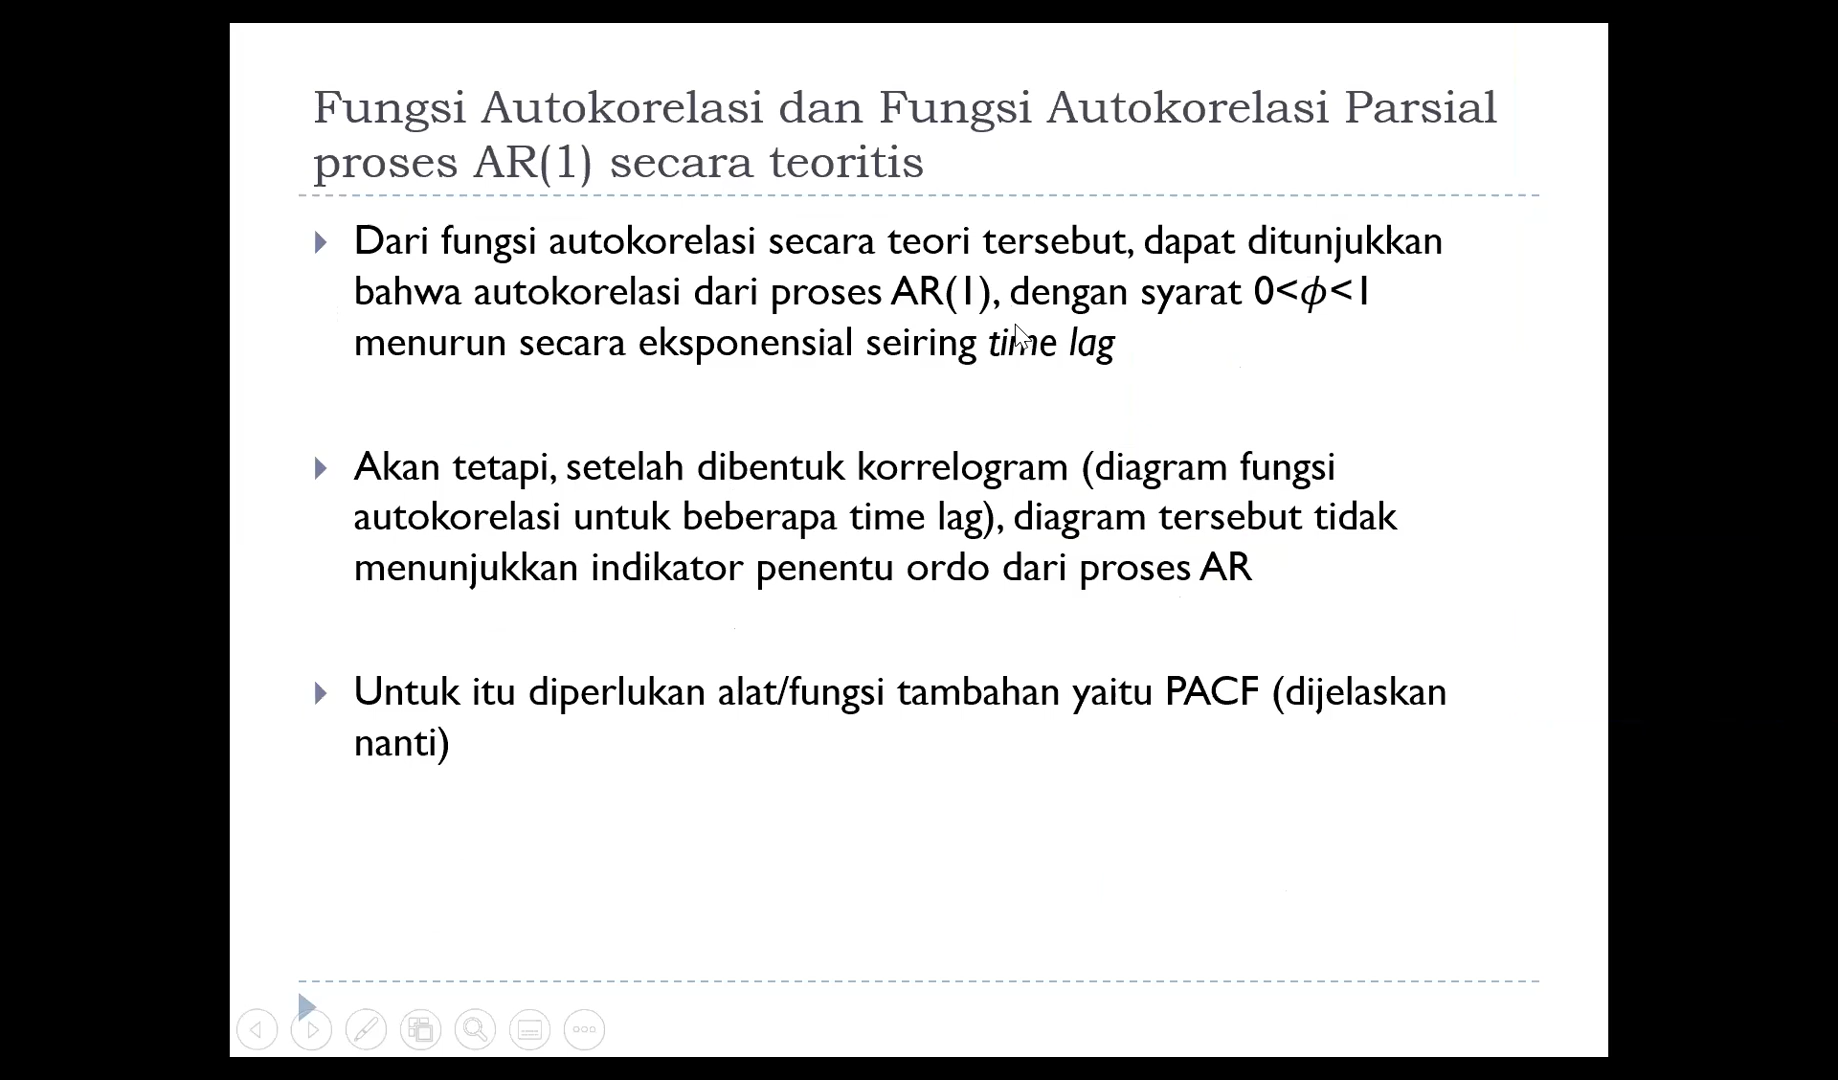 Fungsi Autokorelasi dan Fungsi Autokorelasi Parsial
proses AR(1) secara teoritis
Dari fungsi autokorelasi secara teori tersebut, dapat ditunjukkan
bahwa autokorelasi dari proses AR(1), dengan syarat 0<ϕ<1
menurun secara eksponensial seiring time lag
Akan tetapi, setelah dibentuk korrelogram (diagram fungsi
autokorelasi untuk beberapa time lag), diagram tersebut tidak
menunjukkan indikator penentu ordo dari proses AR
Untuk itu diperlukan alat/fungsi tambahan yaitu PACF (dijelaskan
nanti)